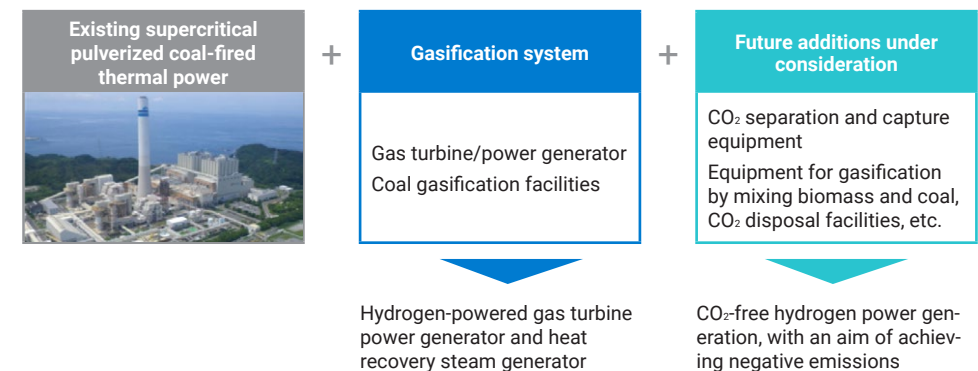 Existing supercritical
pulverized coal-fired
thermal power
+
Gasification system
Gas turbine/power generator
Coal gasification facilities
Hydrogen-powered gas turbine
power generator and heat
recovery steam generator
+
Future additions under
consideration
CO₂ separation and capture
equipment
Equipment for gasification
by mixing biomass and coal,
CO₂ disposal facilities, etc.
CO₂-free hydrogen power gen-
eration, with an aim of achiev-
ing negative emissions